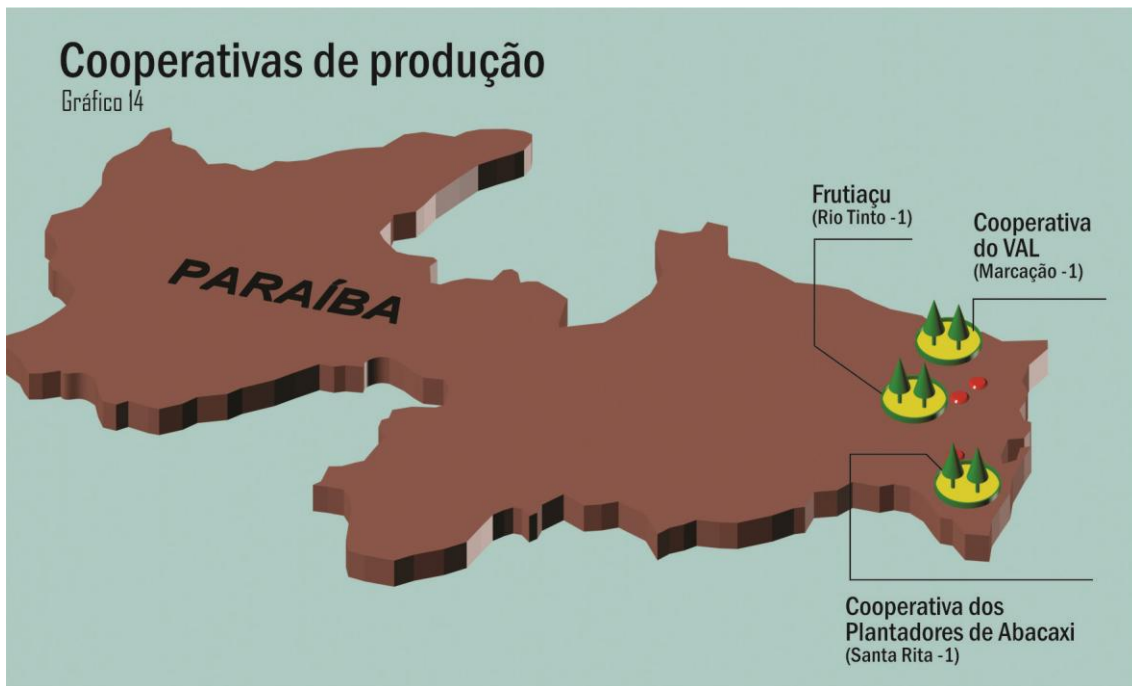 Cooperativas de produção
Gráfico 14
PARAÍBA
Frutiaçu
(Rio Tinto -1)
Cooperativa
do VAL
(Marcação -1)
Cooperativa dos
Plantadores de Abacaxi
(Santa Rita -1)